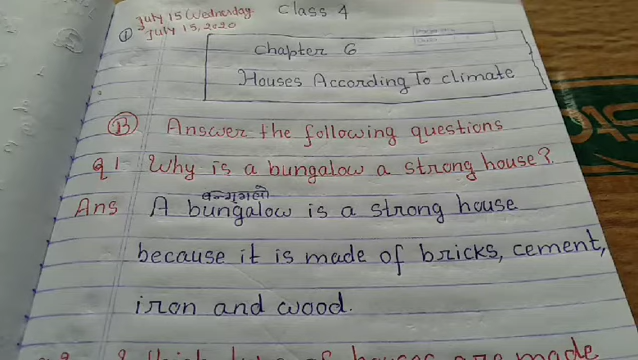 July 15 Wednesday Class 4
① July 15, 2020
Chapter 6
Houses According To climate
Ⓑ Answer the following questions
Q1 Why is a bungalow a strong house?
Ans A bungalow is a strong house
because it is made of bricks, cement,
iron and wood.